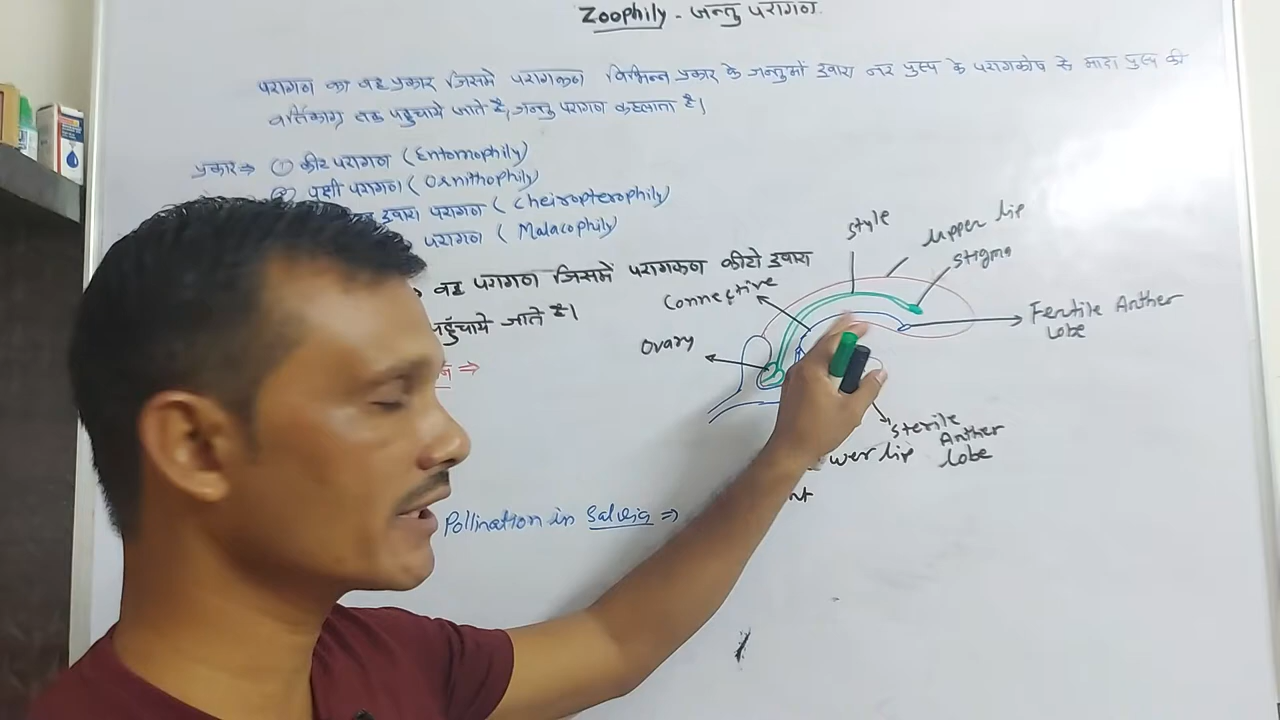 Zoophily - जन्तु परागण
परागण का वह प्रकार जिसमें परागकण विभिन्न प्रकार के जन्तुओं द्वारा नर पुष्प के परागकोष से मादा पुष्प की
वर्तिकाग्र तक पहुचाये जाते है, जन्तु परागण कहलाता है।
प्रकार ⇒ ① कीट परागण (Entomophily)
② पक्षी परागण (Ornithophily)
द्वारा परागण (Cheiropterophily)
परागण (Malacophily)
वह परागण जिसमें परागकण कीटो द्वारा
पहुँचाये जाते है।
⇒
Pollination in Salvia ⇒
Style
Upper lip
Stigma
Connective
Fertile Anther
Lobe
Ovary
Sterile
Anther
Lobe
wer lip